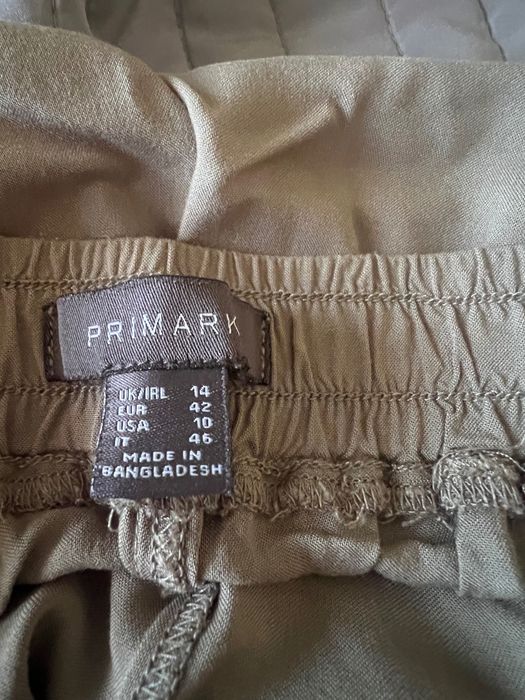 PRIMARK
UK/IRL 14
EUR 42
USA 10
IT 46
MADE IN
BANGLADESH